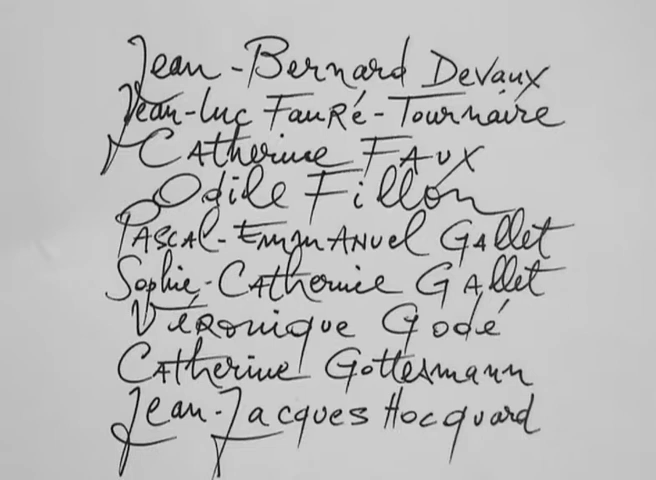 Jean-Bernard Devaux
Jean-Luc Fauré-Tournaire
Catherine Faux
Odile Fillon
Pascal-Emmanuel Gallet
Sophie-Catherine Gallet
Véronique Godé
Catherine Gottesmann
Jean-Jacques Hocquard